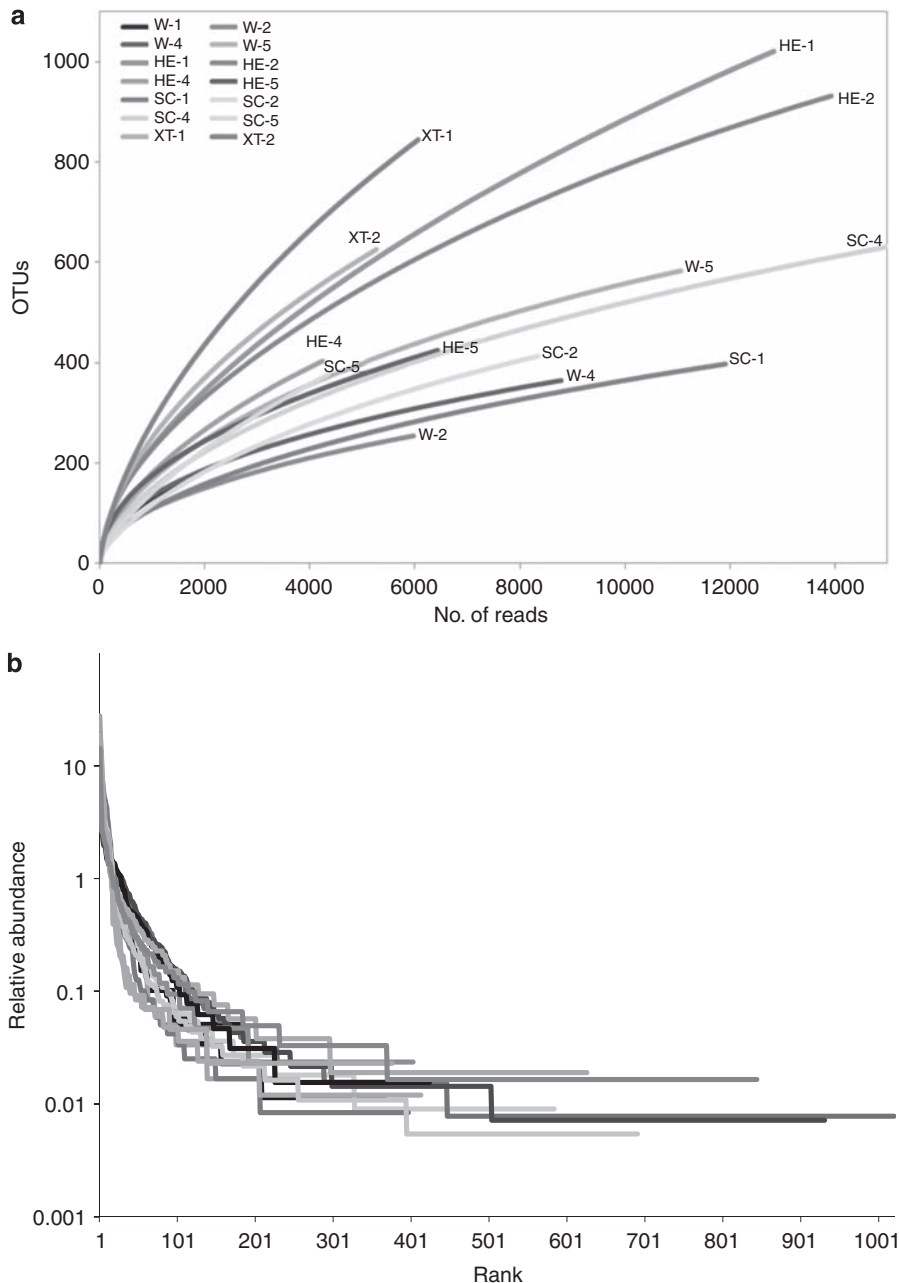 a
W-1 W-2
W-4 W-5
HE-1 HE-2
HE-4 HE-5
SC-1 SC-2
SC-4 SC-5
XT-1 XT-2
1000
800
600
400
200
0
OTUs
HE-1
HE-2
XT-1
XT-2
SC-4
W-5
HE-4
SC-5
HE-5
SC-2
SC-1
W-4
W-2
0 2000 4000 6000 8000 10000 12000 14000
No. of reads
b
10
1
0.1
0.01
0.001
Relative abundance
1 101 201 301 401 501 601 701 801 901 1001
Rank